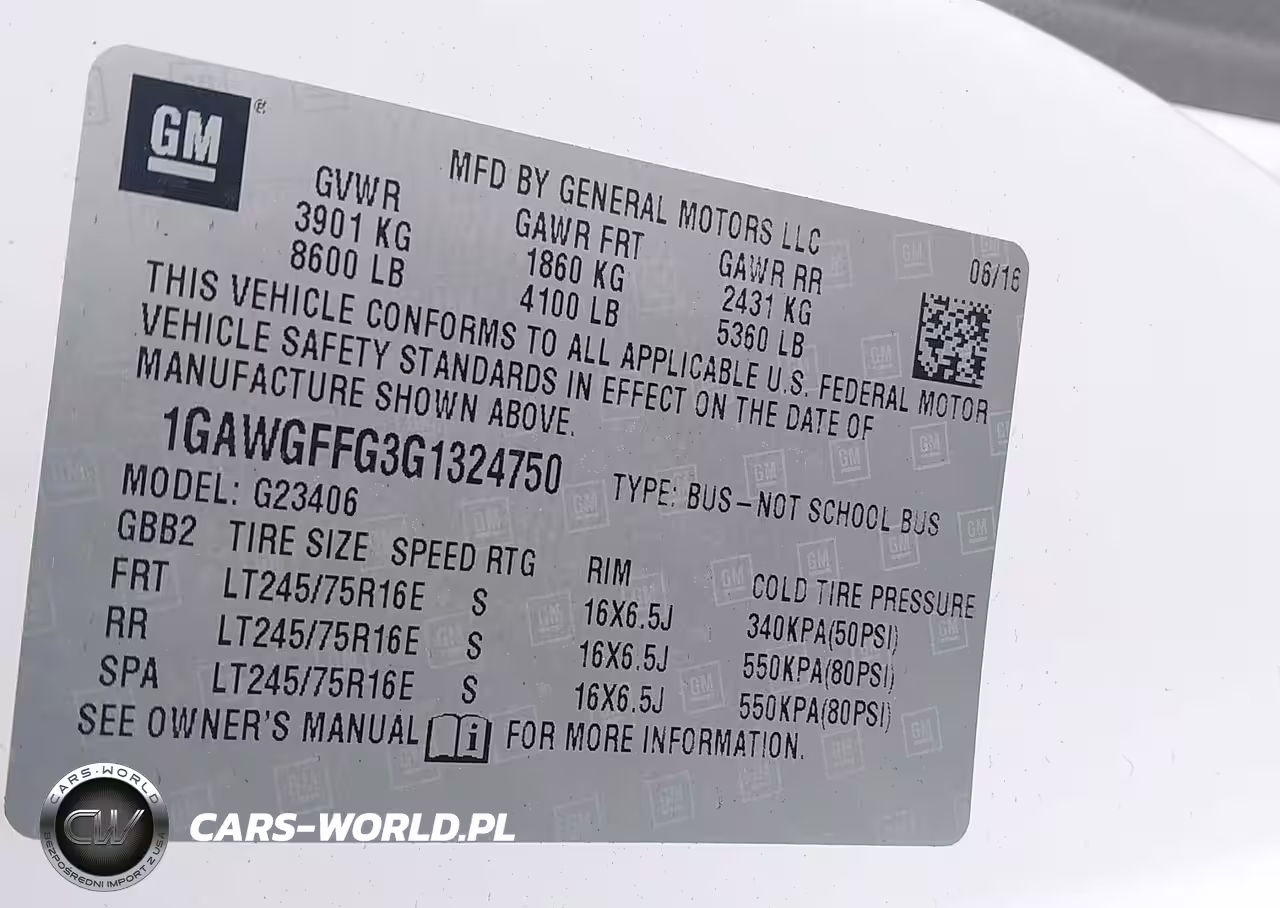 GM
MFD BY GENERAL MOTORS LLC
GVWR GAWR FRT GAWR RR 06/16
3901 KG 1860 KG 2431 KG
8600 LB 4100 LB 5360 LB
THIS VEHICLE CONFORMS TO ALL APPLICABLE U.S. FEDERAL MOTOR
VEHICLE SAFETY STANDARDS IN EFFECT ON THE DATE OF
MANUFACTURE SHOWN ABOVE.
1GAWGFFG3G1324750 TYPE: BUS-NOT SCHOOL BUS
MODEL: G23406
GBB2 TIRE SIZE SPEED RTG RIM COLD TIRE PRESSURE
FRT LT245/75R16E S 16X6.5J 340KPA(50PSI)
RR LT245/75R16E S 16X6.5J 550KPA(80PSI)
SPA LT245/75R16E S 16X6.5J 550KPA(80PSI)
SEE OWNER'S MANUAL i FOR MORE INFORMATION.
CARS-WORLD
CW
BEZPOŚREDNI IMPORT Z USA
CARS-WORLD.PL